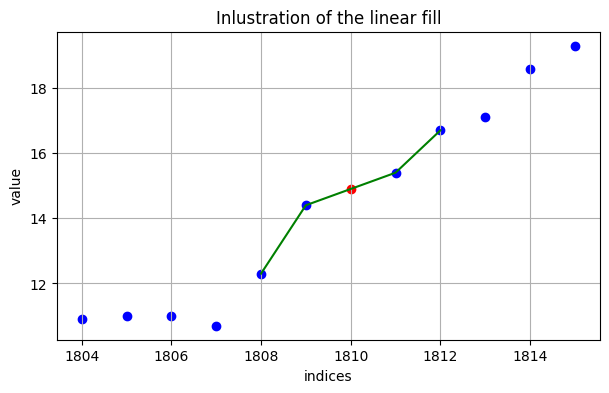 Inlustration of the linear fill
value
18
16
14
12
1804 1806 1808 1810 1812 1814
indices